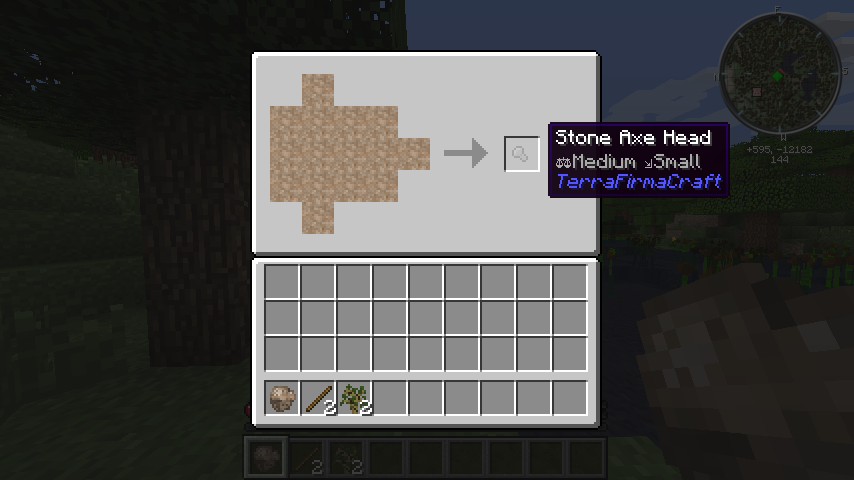 F
S
Stone Axe Head
Medium Small
TerraFirmaCraft
W
+595, -12182
144
2
2
2
2